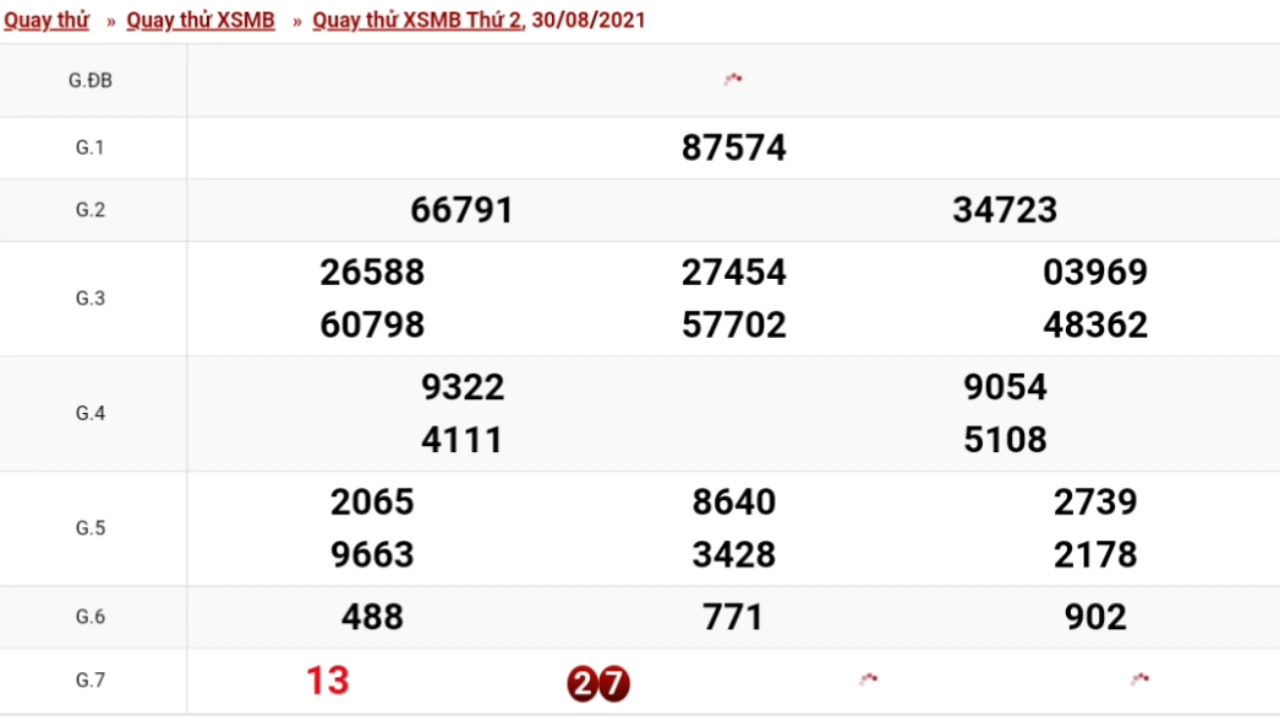 Quay thử » Quay thử XSMB » Quay thử XSMB Thứ 2, 30/08/2021
G.ĐB
G.1 87574
G.2 66791 34723
26588 27454 03969
G.3
60798 57702 48362
9322 9054
G.4
4111 5108
2065 8640 2739
G.5
9663 3428 2178
G.6 488 771 902
G.7 13 27